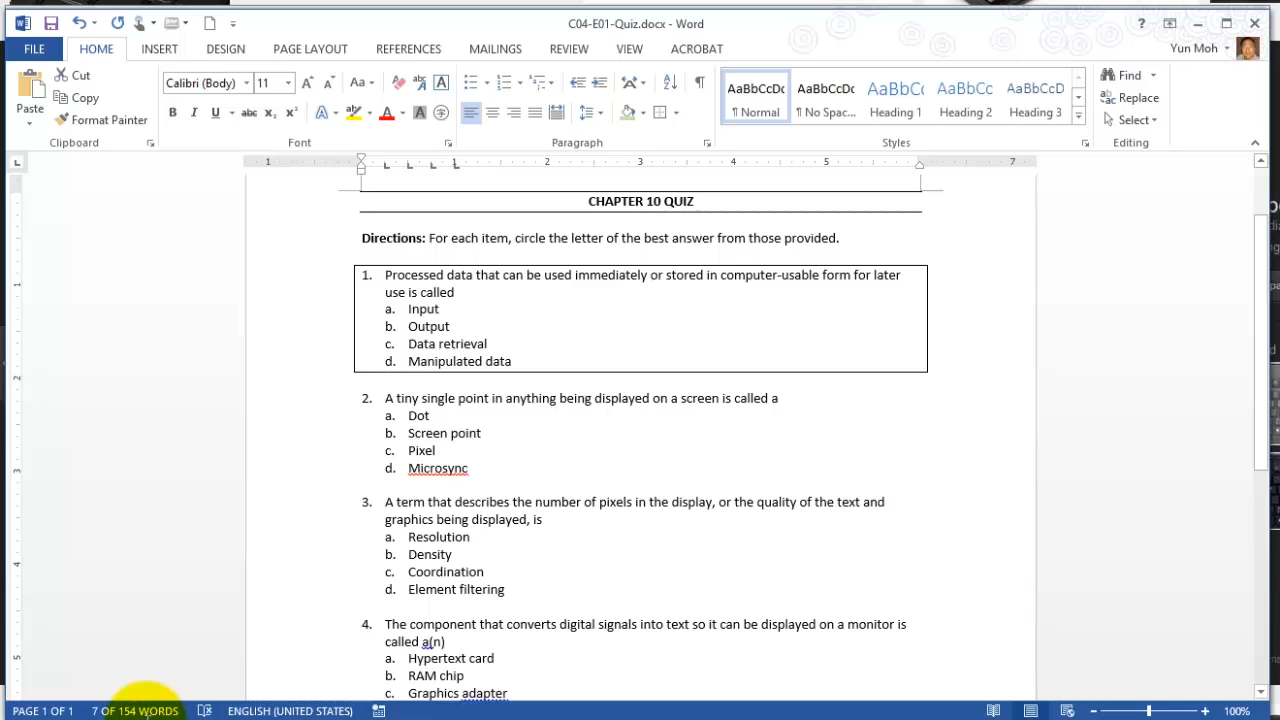 C04-E01-Quiz.docx - Word
FILE HOME INSERT DESIGN PAGE LAYOUT REFERENCES MAILINGS REVIEW VIEW ACROBAT Yun Moh
Paste
Cut
Copy
Format Painter
Clipboard
Calibri (Body) 11
Font
Paragraph
AaBbCcDc AaBbCcDc AaBbC AaBbCc AaBbCcD
¶ Normal ¶ No Spac... Heading 1 Heading 2 Heading 3
Styles
Find
Replace
Select
Editing
1 1 2 3 4 5 7
CHAPTER 10 QUIZ
Directions: For each item, circle the letter of the best answer from those provided.
1. Processed data that can be used immediately or stored in computer-usable form for later
use is called
a. Input
b. Output
c. Data retrieval
d. Manipulated data
2. A tiny single point in anything being displayed on a screen is called a
a. Dot
b. Screen point
c. Pixel
d. Microsync
3. A term that describes the number of pixels in the display, or the quality of the text and
graphics being displayed, is
a. Resolution
b. Density
c. Coordination
d. Element filtering
4. The component that converts digital signals into text so it can be displayed on a monitor is
called a(n)
a. Hypertext card
b. RAM chip
c. Graphics adapter
PAGE 1 OF 1 7 OF 154 WORDS ENGLISH (UNITED STATES) 100%